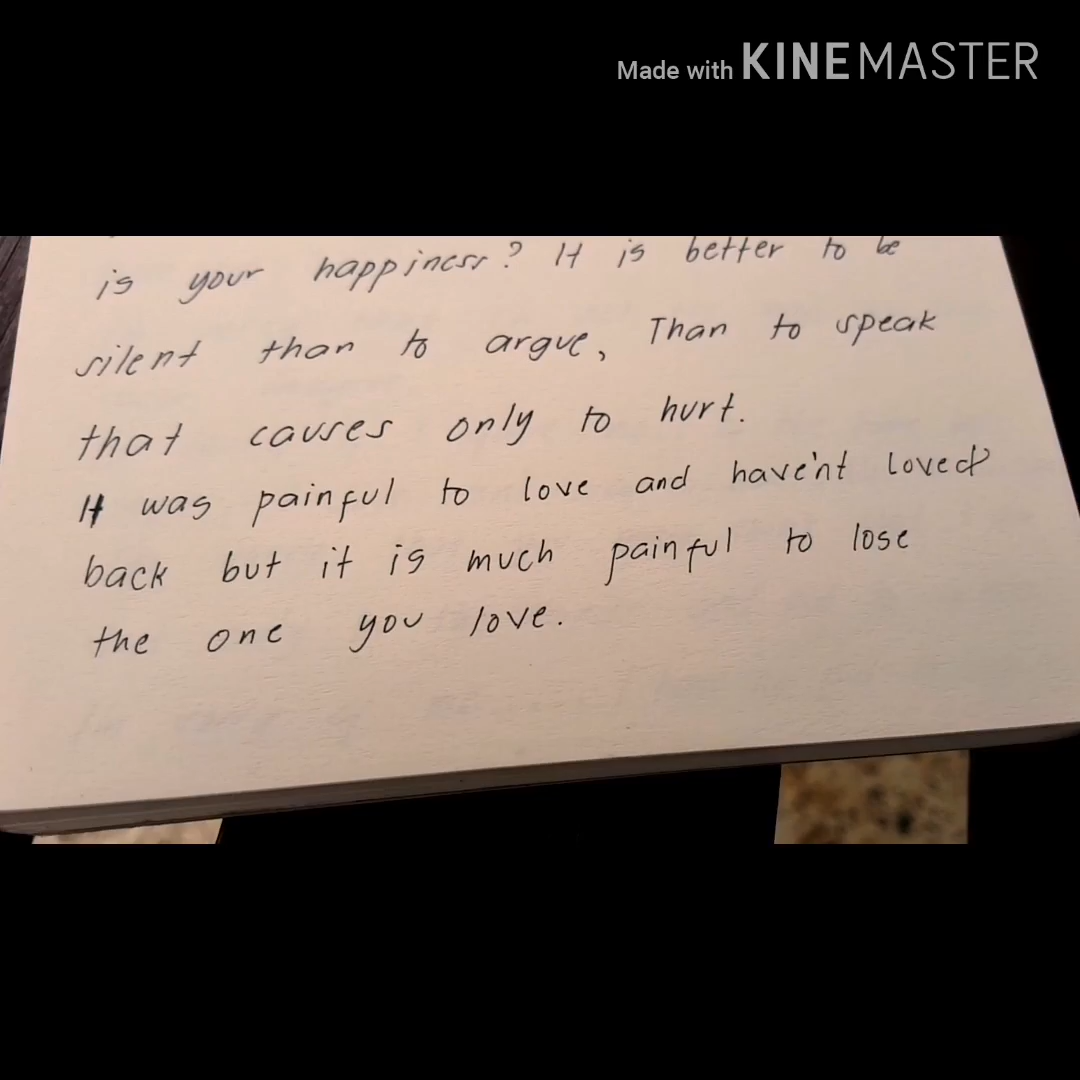 Made with KINEMASTER
is your happiness? It is better to be
silent than to argue, Than to speak
that causes only to hurt.
It was painful to love and have'nt loved
back but it is much painful to lose
the one you love.